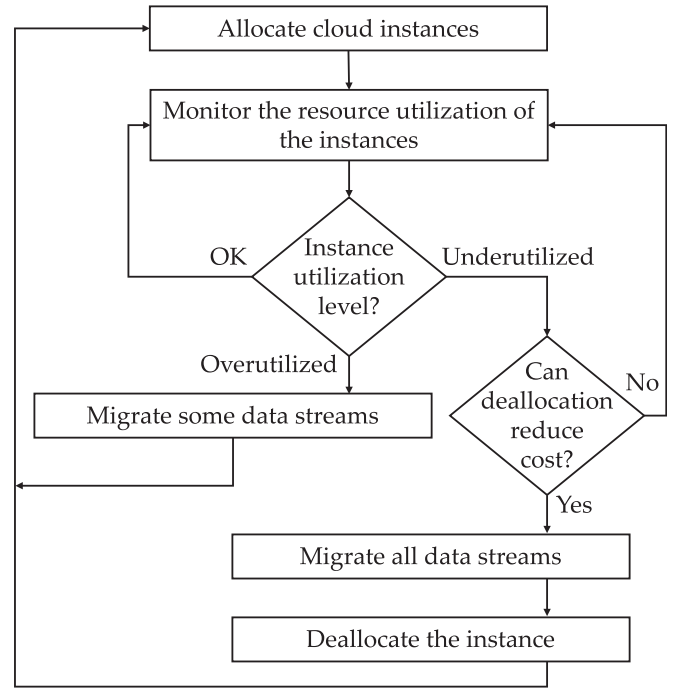 Allocate cloud instances
Monitor the resource utilization of
the instances
OK
Instance
utilization
level?
Underutilized
Overutilized
Migrate some data streams
Can
deallocation
reduce
cost?
No
Yes
Migrate all data streams
Deallocate the instance